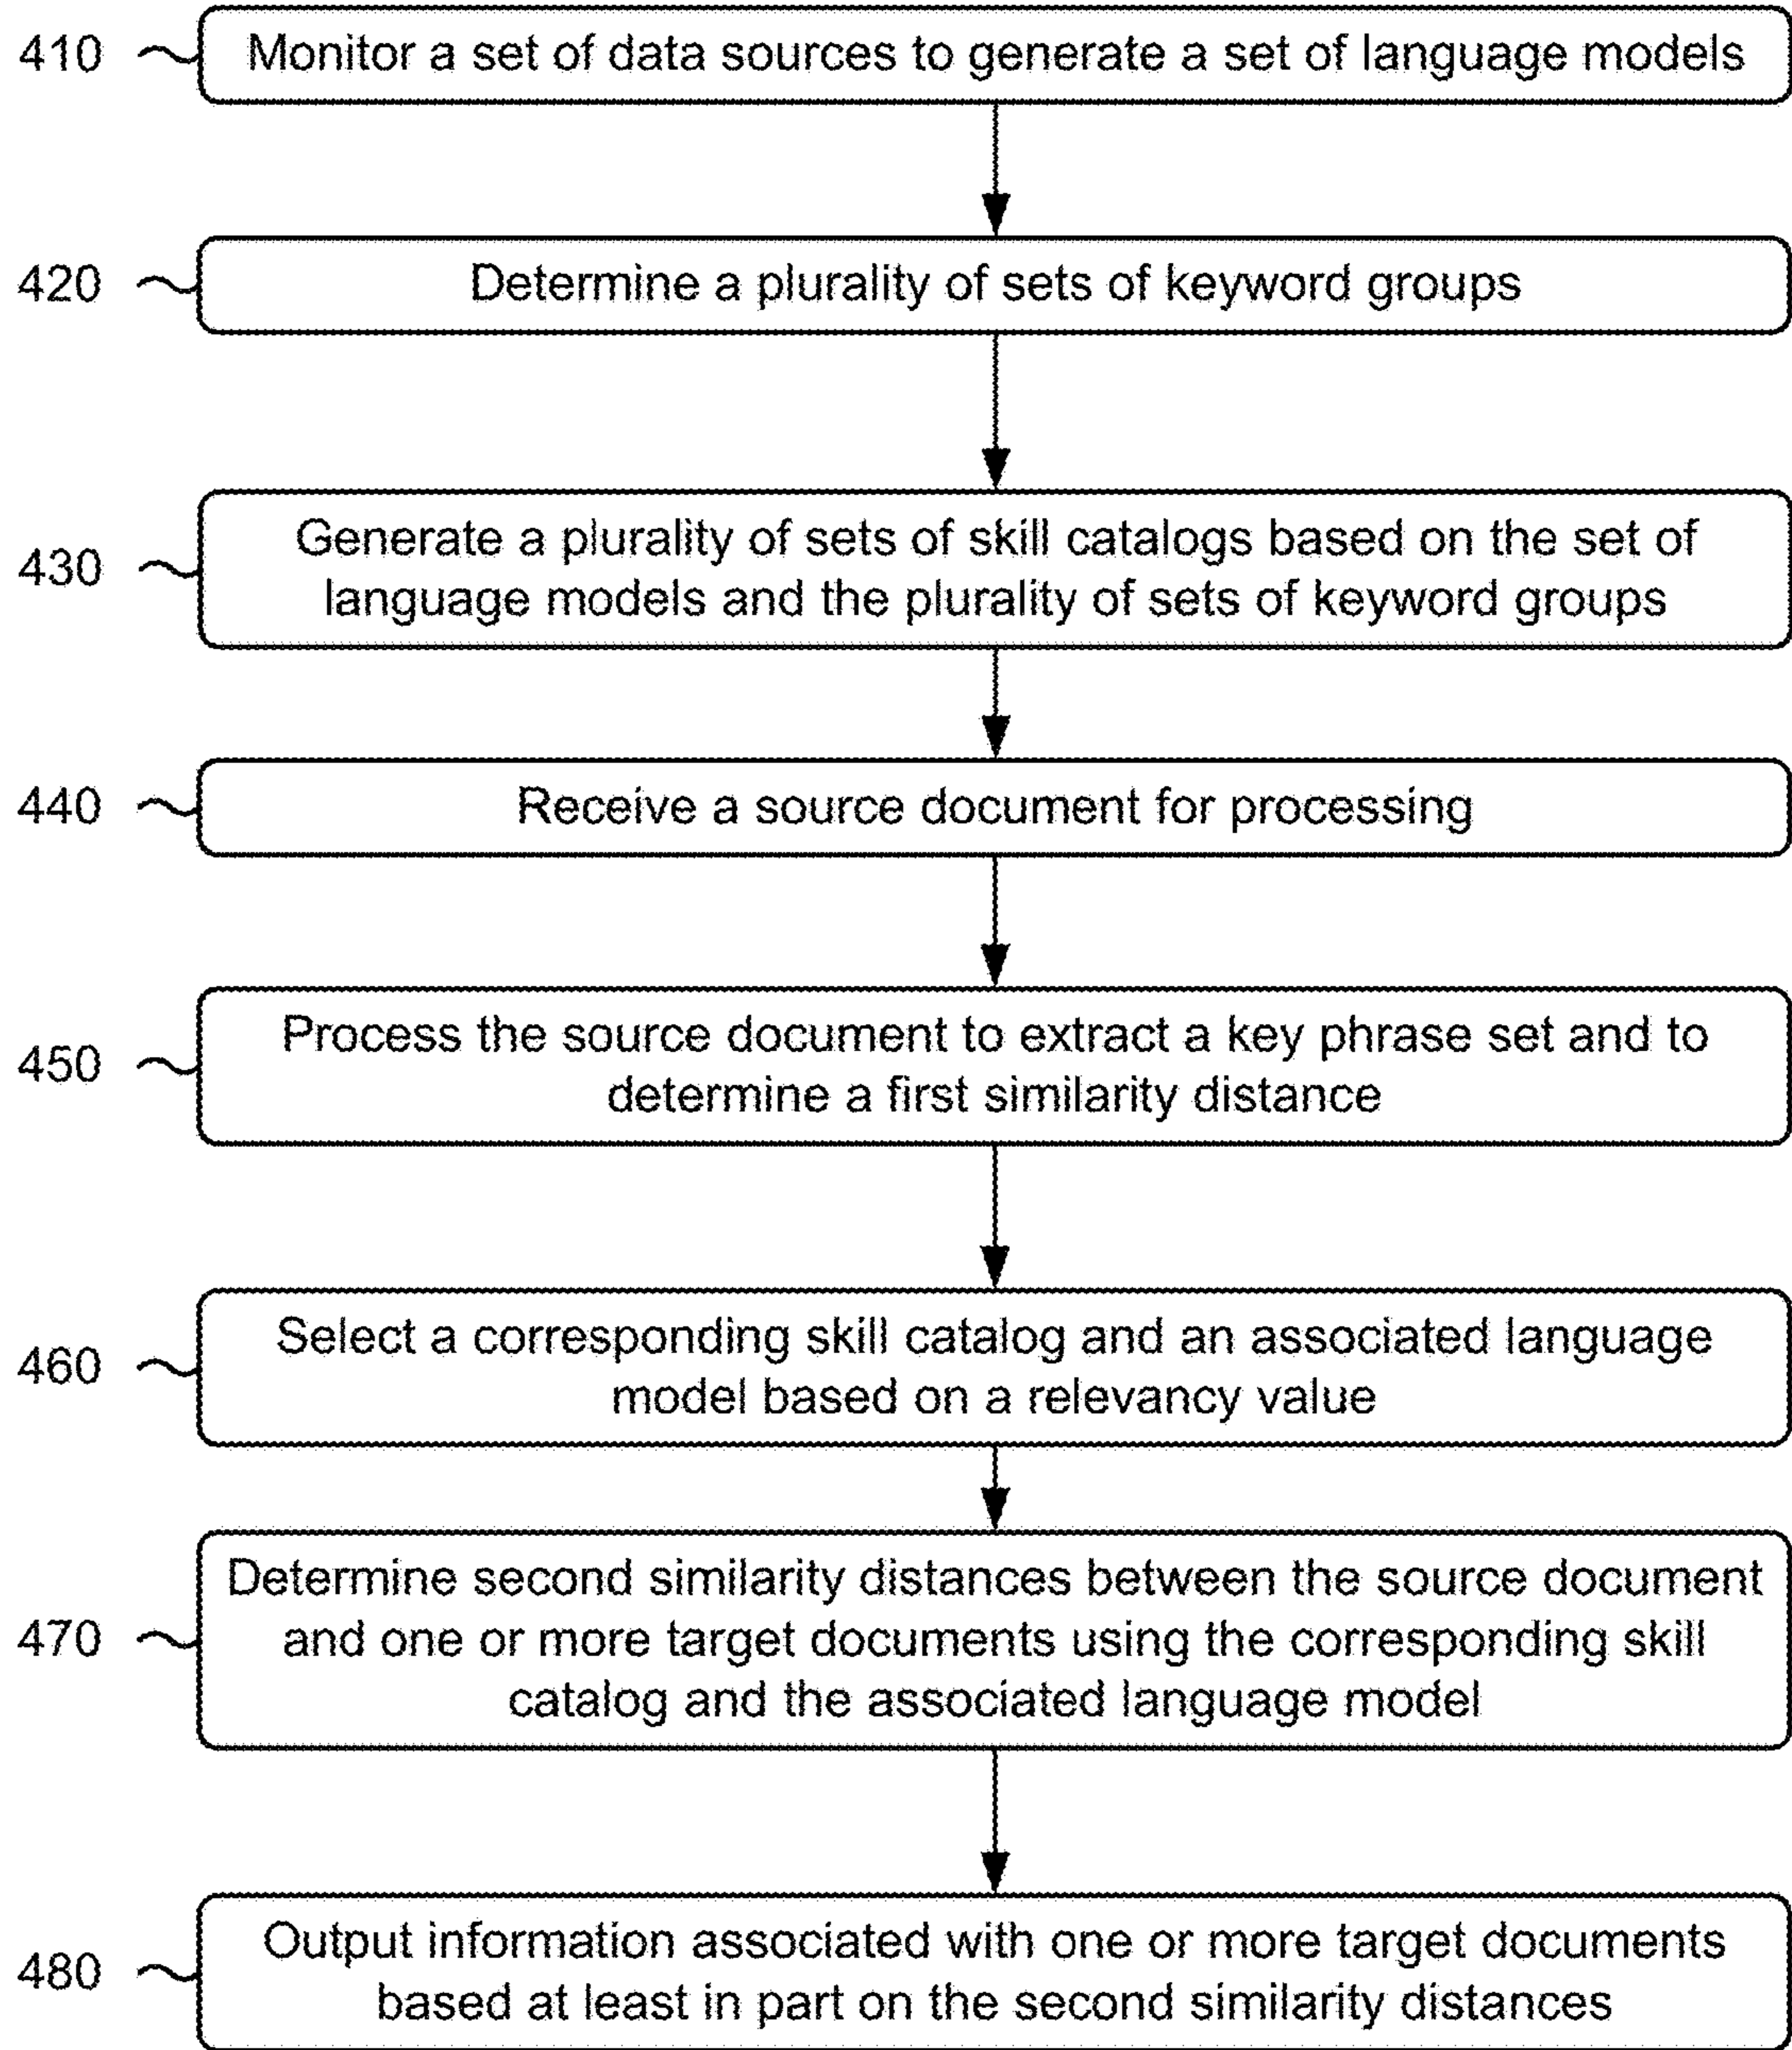 410 Monitor a set of data sources to generate a set of language models
420 Determine a plurality of sets of keyword groups
Generate a plurality of sets of skill catalogs based on the set of
430
language models and the plurality of sets of keyword groups
440 Receive a source document for processing
Process the source document to extract a key phrase set and to
450
determine a first similarity distance
Select a corresponding skill catalog and an associated language
460
model based on a relevancy value
Determine second similarity distances between the source document
470 and one or more target documents using the corresponding skill
catalog and the associated language model
Output information associated with one or more target documents
480
based at least in part on the second similarity distances